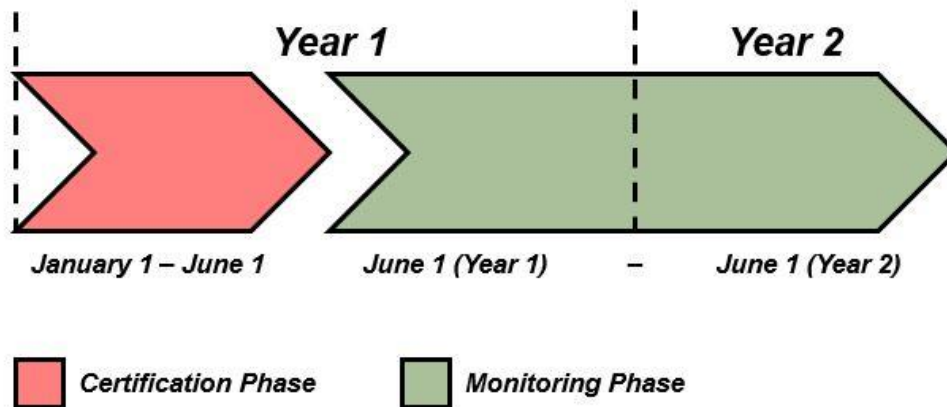 Year 1
Year 2
January 1 – June 1
June 1 (Year 1) – June 1 (Year 2)
Certification Phase
Monitoring Phase